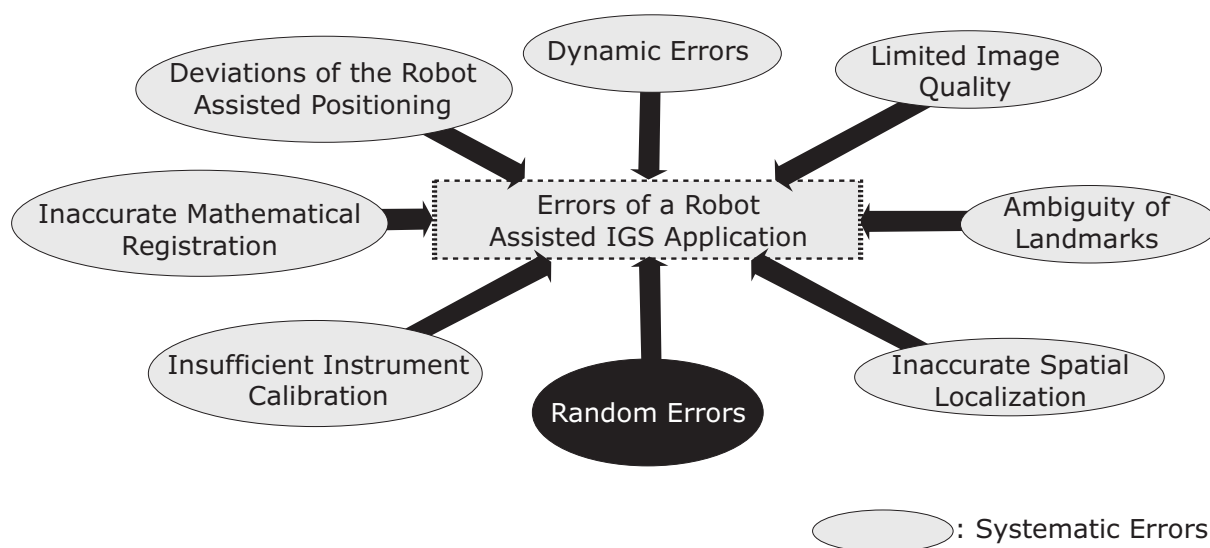 Dynamic Errors
Limited Image
Quality
Deviations of the Robot
Assisted Positioning
Inaccurate Mathematical
Registration
Errors of a Robot
Assisted IGS Application
Ambiguity of
Landmarks
Insufficient Instrument
Calibration
Random Errors
Inaccurate Spatial
Localization
: Systematic Errors